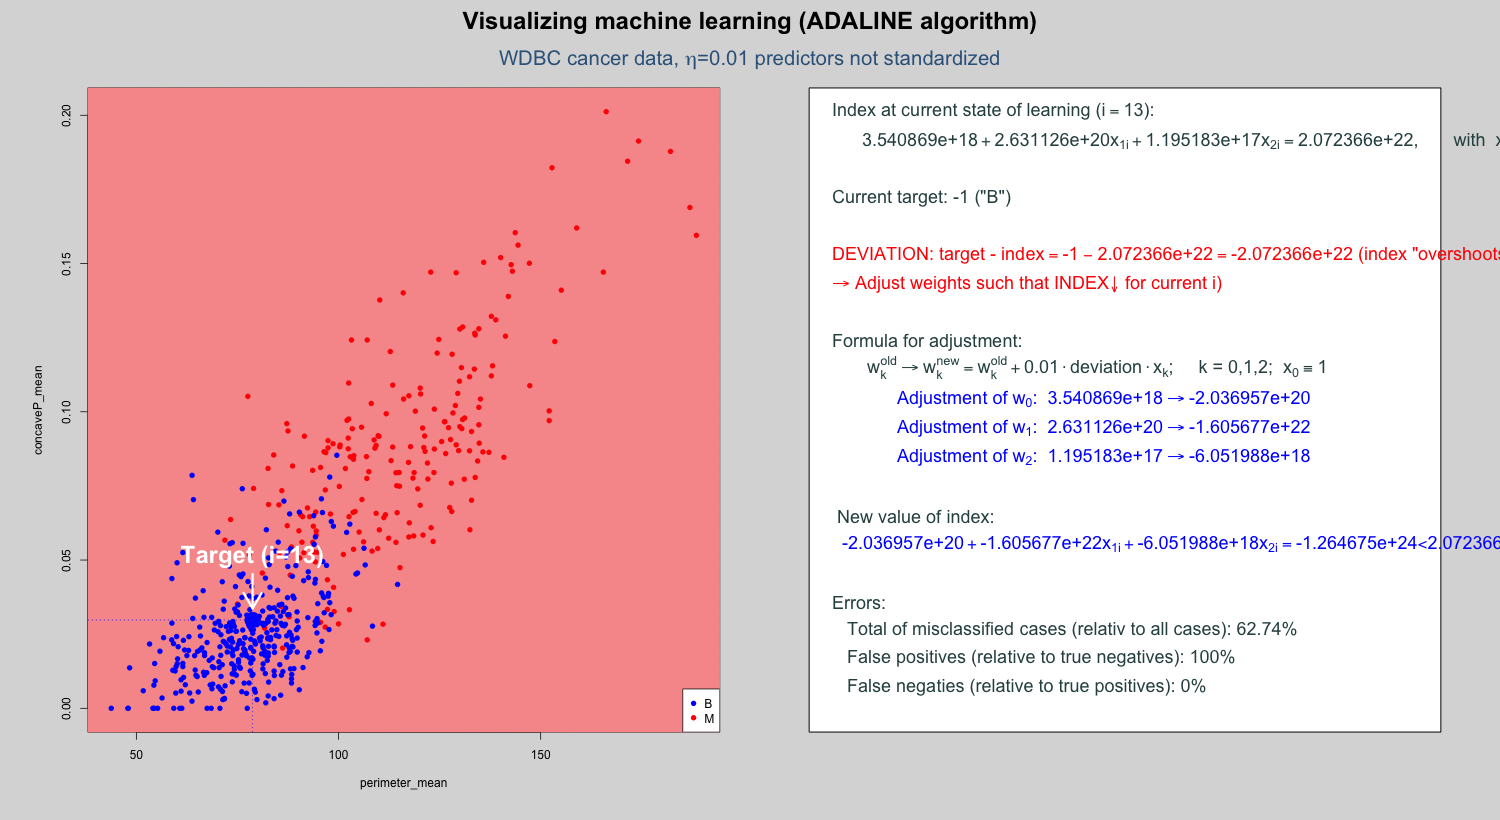 Visualizing machine learning (ADALINE algorithm)
WDBC cancer data, η=0.01 predictors not standardized
0.20
0.15
0.10
0.05
0.00
concaveP_mean
Target (i=13)
B
M
50
100
150
perimeter_mean
Index at current state of learning (i = 13):
3.540869e+18 + 2.631126e+20x1i + 1.195183e+17x2i = 2.072366e+22, with x
Current target: -1 ("B")
DEVIATION: target - index = -1 − 2.072366e+22 = -2.072366e+22 (index "overshoots
→ Adjust weights such that INDEX↓ for current i)
Formula for adjustment:
w_k^old → w_k^new = w_k^old + 0.01 · deviation · x_k; k = 0,1,2; x0 ≡ 1
Adjustment of w0: 3.540869e+18 → -2.036957e+20
Adjustment of w1: 2.631126e+20 → -1.605677e+22
Adjustment of w2: 1.195183e+17 → -6.051988e+18
New value of index:
-2.036957e+20 + -1.605677e+22x1i + -6.051988e+18x2i = -1.264675e+24<2.072366
Errors:
Total of misclassified cases (relativ to all cases): 62.74%
False positives (relative to true negatives): 100%
False negaties (relative to true positives): 0%